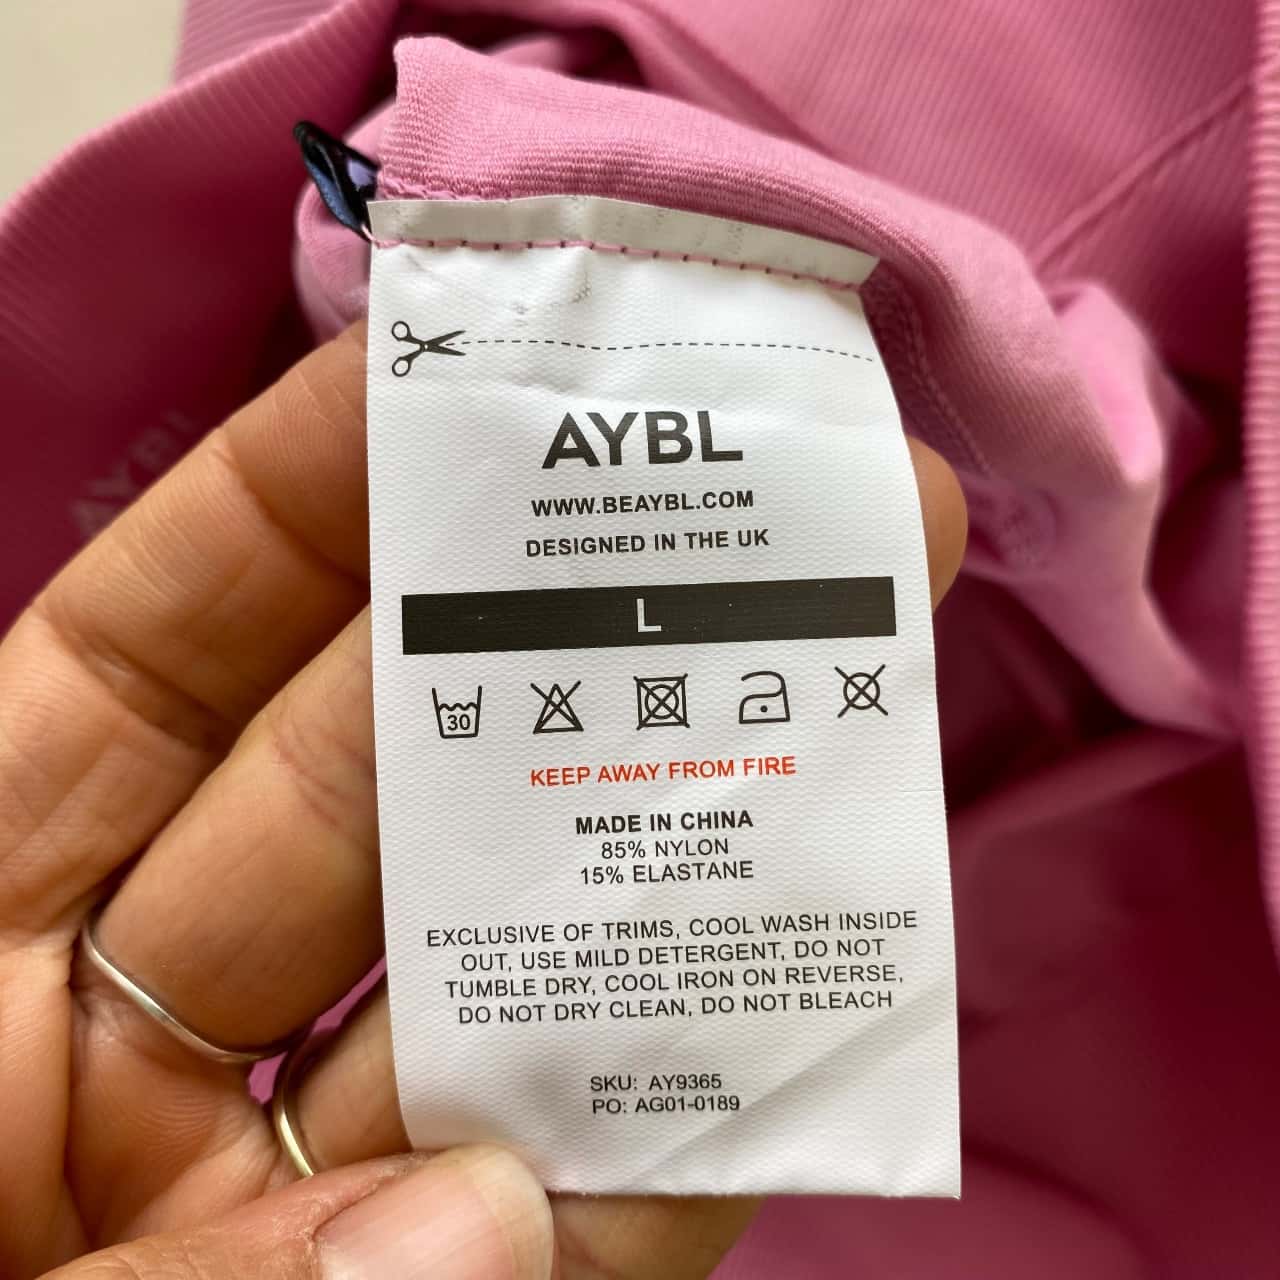 AYBL
WWW.BEAYBL.COM
DESIGNED IN THE UK
L
30
KEEP AWAY FROM FIRE
MADE IN CHINA
85% NYLON
15% ELASTANE
EXCLUSIVE OF TRIMS, COOL WASH INSIDE
OUT, USE MILD DETERGENT, DO NOT
TUMBLE DRY, COOL IRON ON REVERSE,
DO NOT DRY CLEAN, DO NOT BLEACH
SKU: AY9365
PO: AG01-0189
AYBL